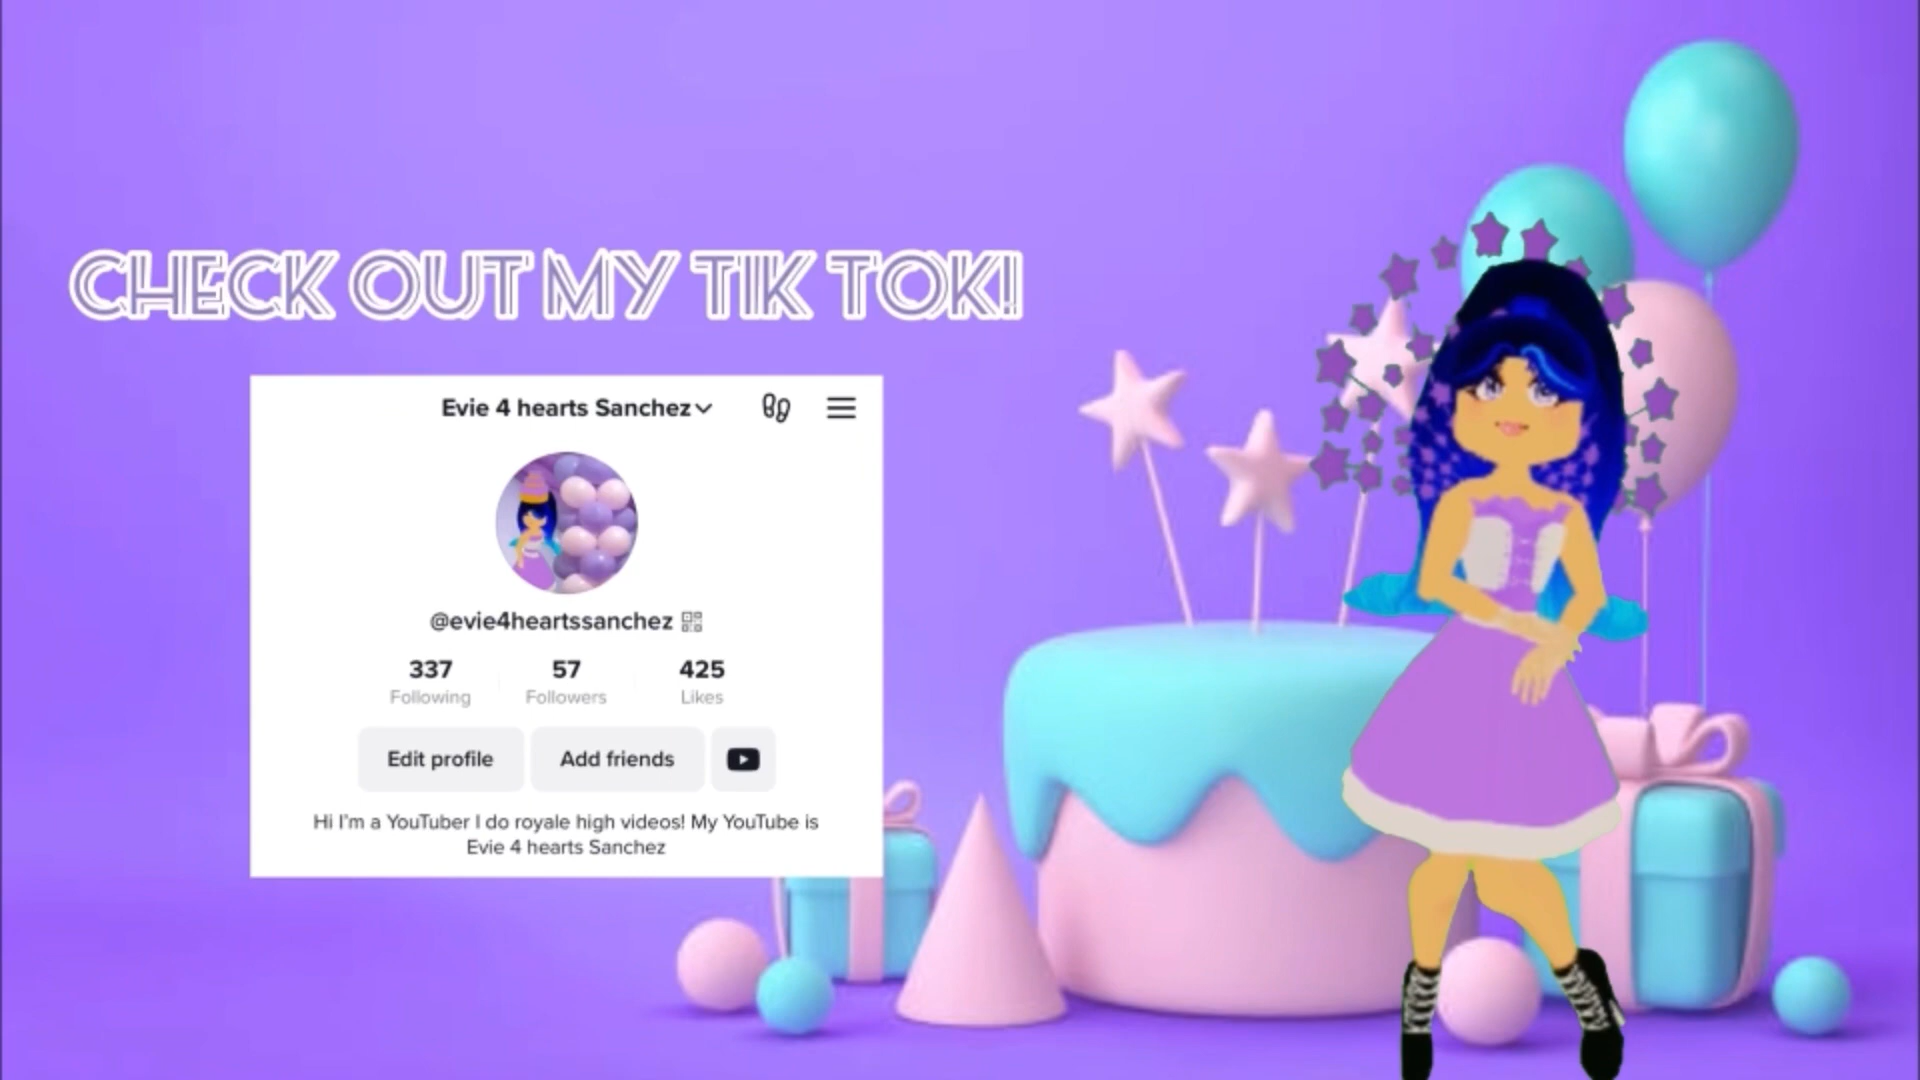 CHECK OUT MY TIK TOK!
Evie 4 hearts Sanchez
@evie4heartssanchez
337 57 425
Following Followers Likes
Edit profile Add friends
Hi I'm a YouTuber I do royale high videos! My YouTube is
Evie 4 hearts Sanchez